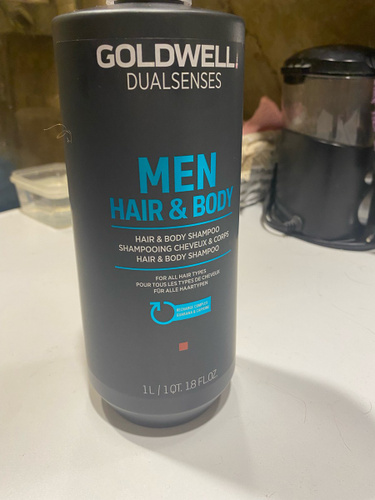 GOLDWELL
DUALSENSES
MEN
HAIR & BODY
HAIR & BODY SHAMPOO
SHAMPOOING CHEVEUX & CORPS
HAIR & BODY SHAMPOO
FOR ALL HAIR TYPES
POUR TOUS LES TYPES DE CHEVEUX
FÜR ALLE HAARTYPEN
1 L / 1 QT. 1.8 FL.OZ.